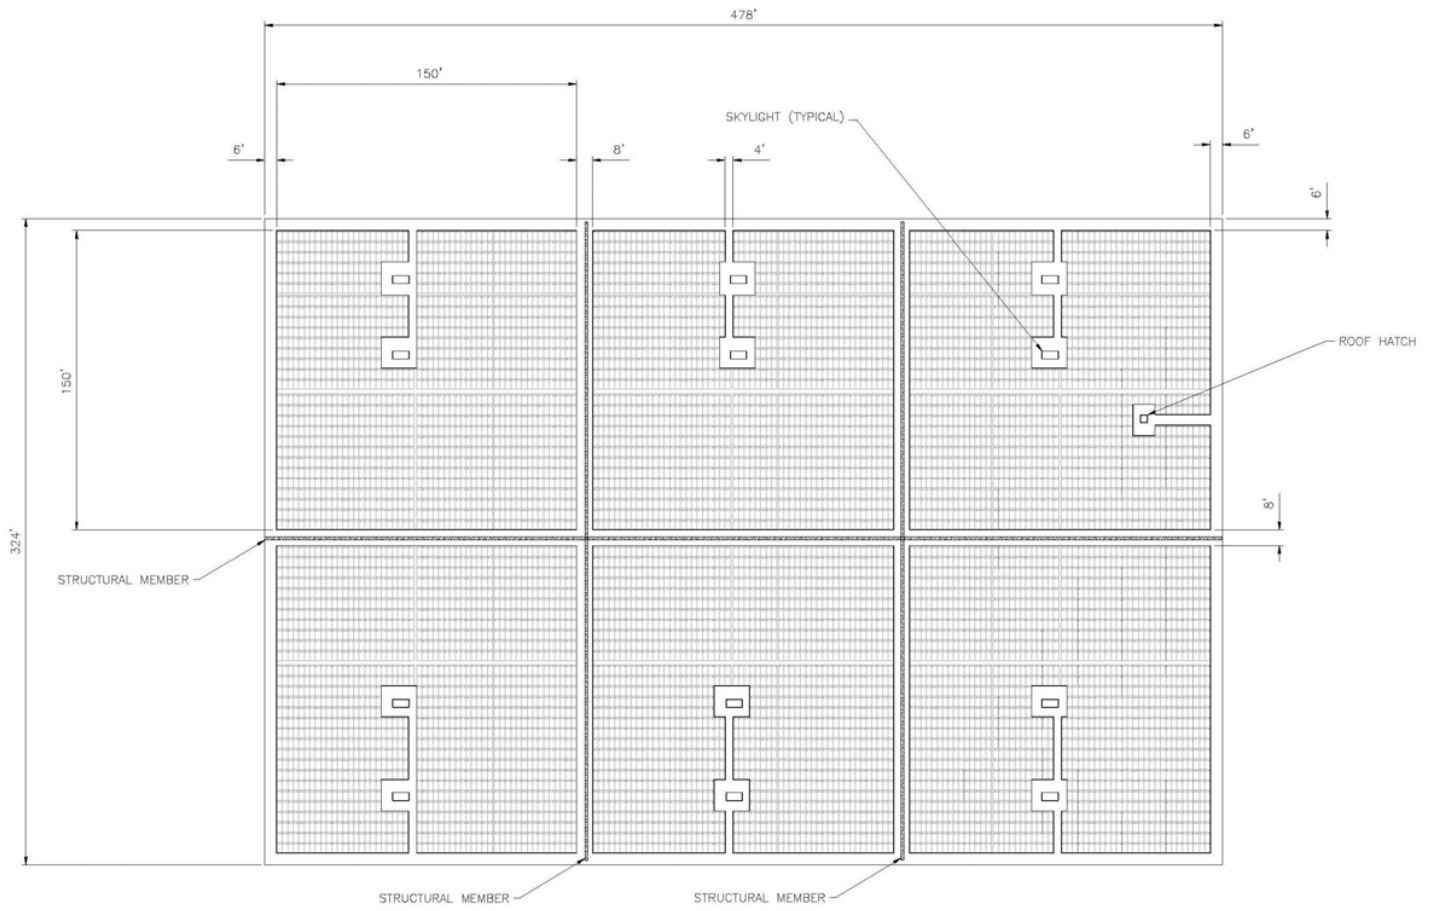 478'
150'
SKYLIGHT (TYPICAL)
6'
8'
4'
6'
6'
150'
ROOF HATCH
8'
324'
STRUCTURAL MEMBER
STRUCTURAL MEMBER
STRUCTURAL MEMBER